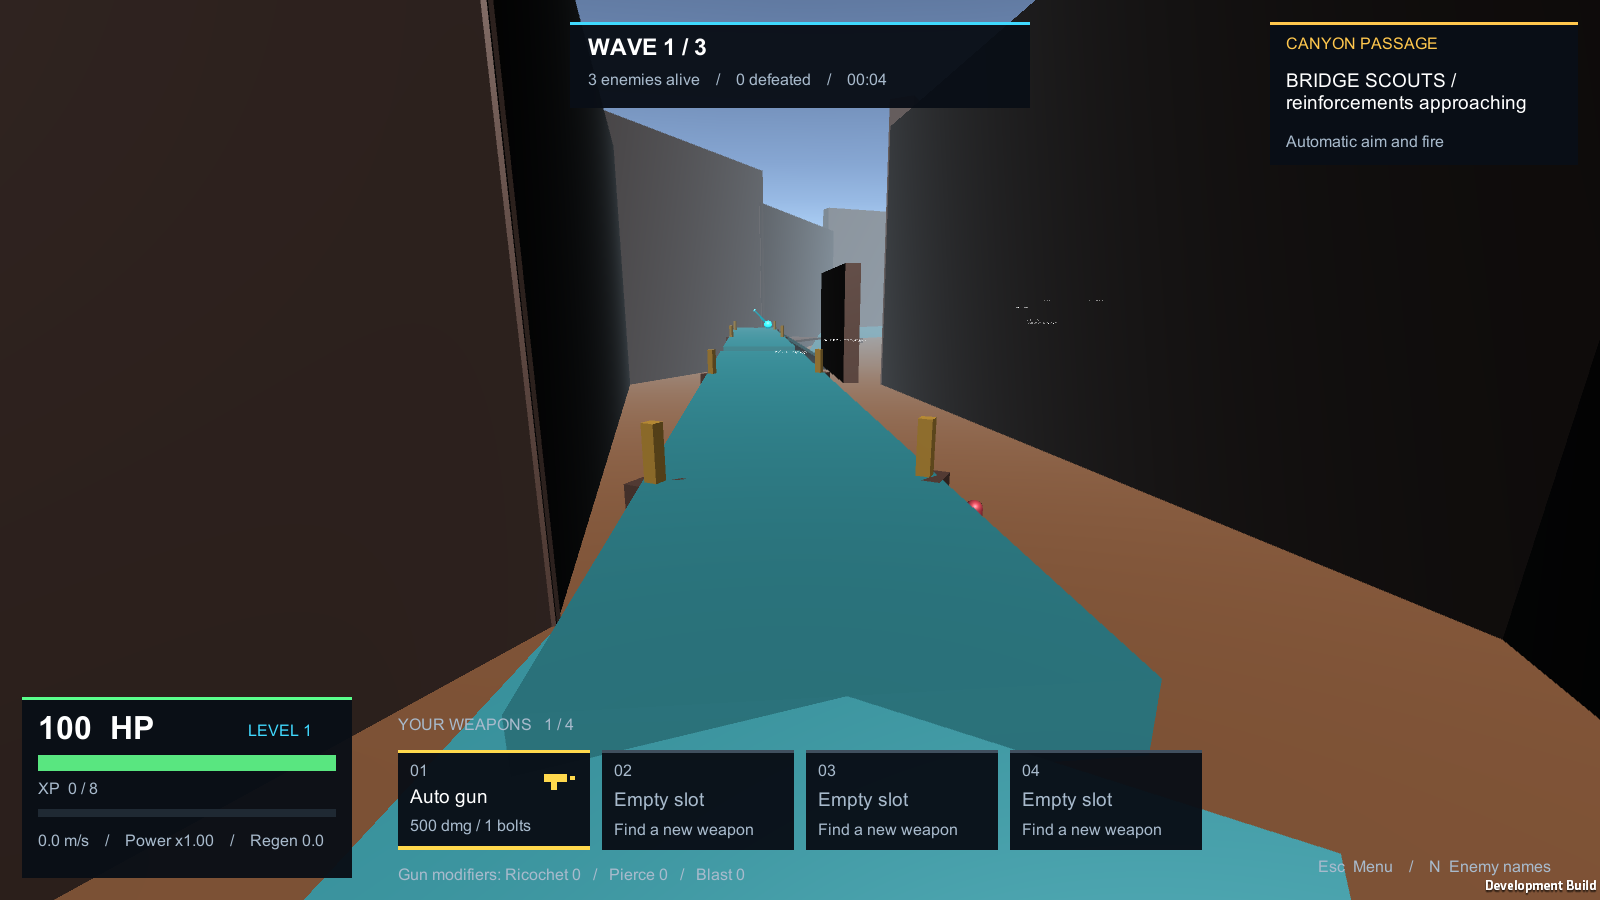 WAVE 1 / 3
3 enemies alive / 0 defeated / 00:04
CANYON PASSAGE
BRIDGE SCOUTS /
reinforcements approaching
Automatic aim and fire
100 HP LEVEL 1
XP 0 / 8
0.0 m/s / Power x1.00 / Regen 0.0
YOUR WEAPONS 1 / 4
01
Auto gun
500 dmg / 1 bolts
02
Empty slot
Find a new weapon
03
Empty slot
Find a new weapon
04
Empty slot
Find a new weapon
Gun modifiers: Ricochet 0 / Pierce 0 / Blast 0
Esc Menu / N Enemy names
Development Build